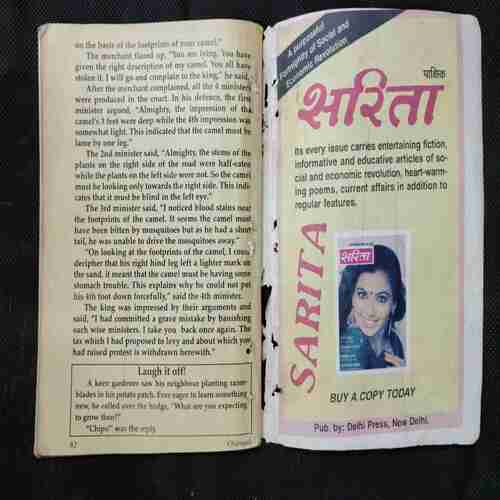 on the basis of the footprints of your camel."
The merchant flared up, "You are lying. You have
given the right description of my camel. You all have
stolen it. I will go and complain to the king," he said.
After the merchant complained, all the 4 ministers
were produced in the court. In his defence, the first
minister argued, "Almighty, the impression of the
camel's 3 feet were deep while the 4th impression was
somewhat light. This indicated that the camel must be
lame by one leg."
The 2nd minister said, "Almighty, the stems of the
plants on the right side of the road were half-eaten
while the plants on the left side were not. So the camel
must be looking only towards the right side. This indi-
cates that it must be blind in the left eye."
The 3rd minister said, "I noticed blood stains near
the footprints of the camel. It seems the camel must
have been bitten by mosquitoes but as he had a short
tail, he was unable to drive the mosquitoes away."
"On looking at the footprints of the camel, I could
decipher that his right hind leg left a lighter mark on
the sand, it meant that the camel must be having some
stomach trouble. This explains why he could not put
his 4th foot down forcefully," said the 4th minister.
The king was impressed by their arguments and
said, "I had committed a grave mistake by banishing
such wise ministers. I take you back once again. The
tax which I had proposed to levy and about which you
had raised protest is withdrawn herewith."
Laugh it off!
A keen gardener saw his neighbour planting razor-
blades in his potato patch. Ever eager to learn something
new, he called over the hedge, "What are you expecting
to grow then?"
"Chips" was the reply.
82
A purposeful
Fortnightly of Social and
Economic Revolution
पाक्षिक
सरिता
Its every issue carries entertaining fiction,
informative and educative articles of so-
cial and economic revolution, heart-warm-
ing poems, current affairs in addition to
regular features.
SARITA
सरिता
BUY A COPY TODAY
Pub. by: Delhi Press, New Delhi.